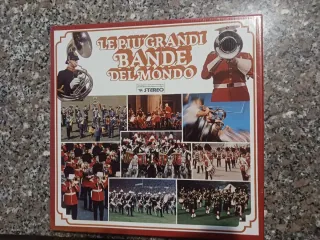 LE PIU' GRANDI
BANDE
DEL MONDO
STEREO